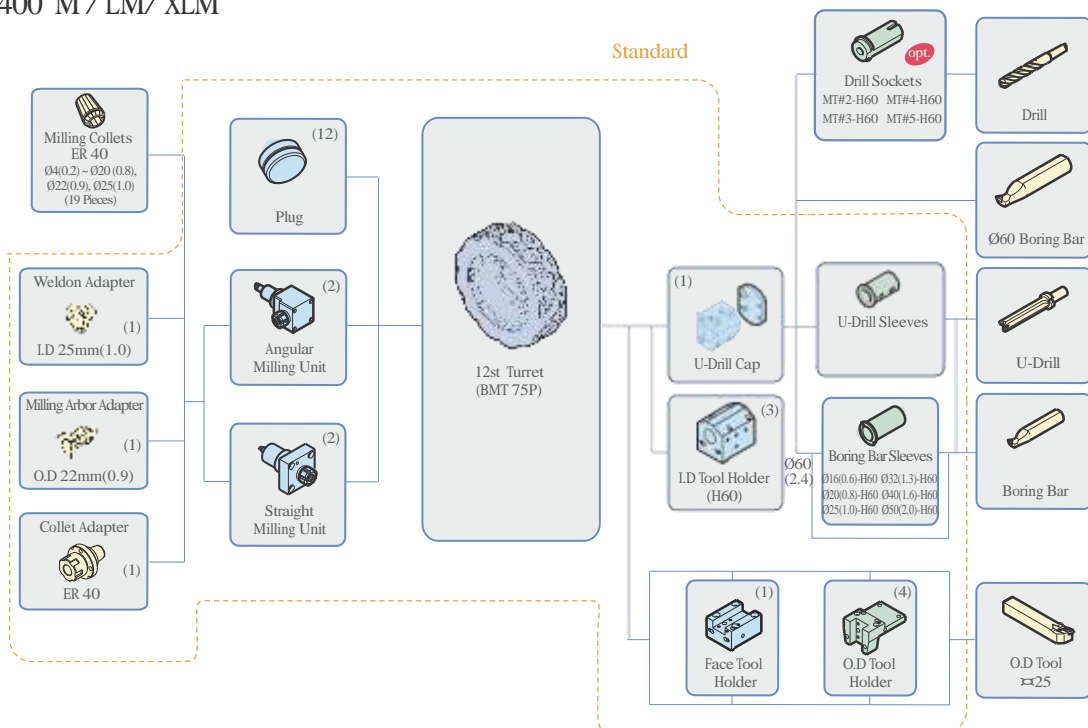 400 M / LM / XLM
Standard
Milling Collets
ER 40
Ø4(0.2) ~ Ø20 (0.8),
Ø22(0.9), Ø25(1.0)
(19 Pieces)
Weldon Adapter
(1)
I.D 25mm(1.0)
Milling Arbor Adapter
(1)
O.D 22mm(0.9)
Collet Adapter
(1)
ER 40
(12)
Plug
(2)
Angular
Milling Unit
(2)
Straight
Milling Unit
12st Turret
(BMT 75P)
(1)
U-Drill Cap
(3)
I.D Tool Holder
(H60)
Ø60
(2.4)
opt.
Drill Sockets
MT#2-H60 MT#4-H60
MT#3-H60 MT#5-H60
U-Drill Sleeves
Boring Bar Sleeves
Ø16(0.6)-H60 Ø32(1.3)-H60
Ø20(0.8)-H60 Ø40(1.6)-H60
Ø25(1.0)-H60 Ø50(2.0)-H60
(1)
Face Tool
Holder
(4)
O.D Tool
Holder
Drill
Ø60 Boring Bar
U-Drill
Boring Bar
O.D Tool
¤25